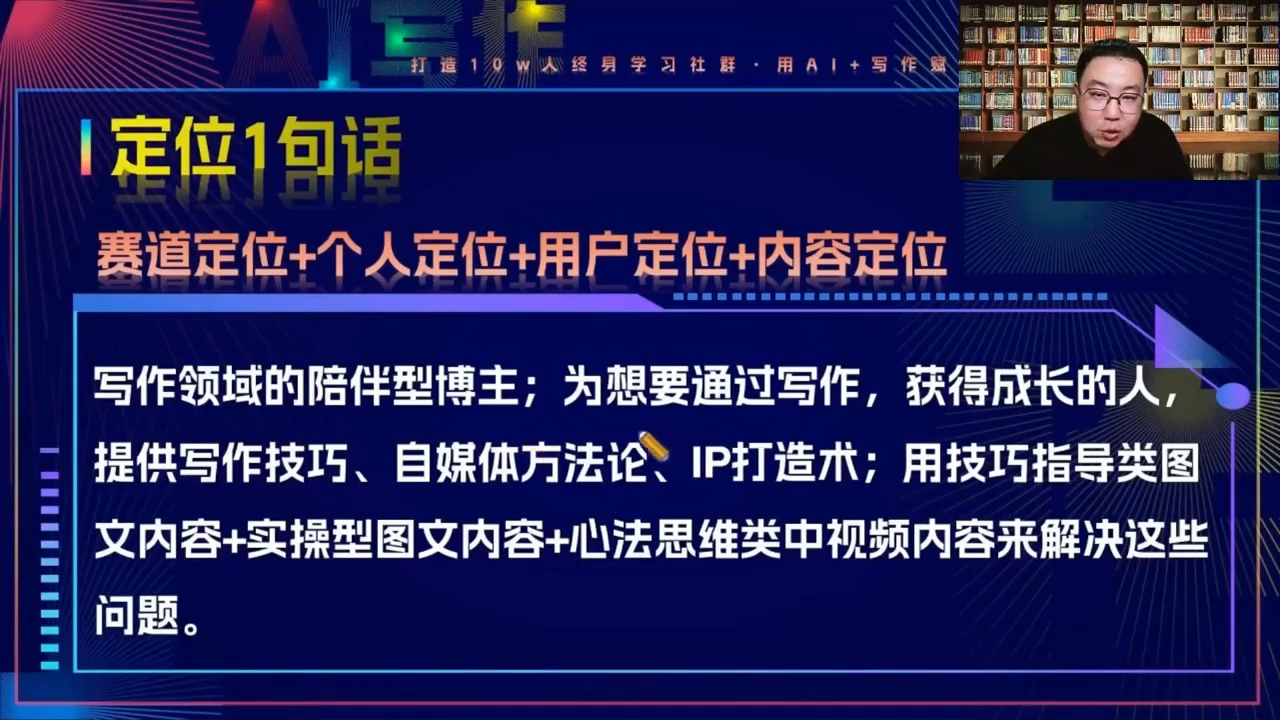 AI写作
打造10w人终身学习社群·用AI+写作赋
定位1句话
赛道定位+个人定位+用户定位+内容定位
写作领域的陪伴型博主；为想要通过写作，获得成长的人，
提供写作技巧、自媒体方法论、IP打造术；用技巧指导类图
文内容+实操型图文内容+心法思维类中视频内容来解决这些
问题。